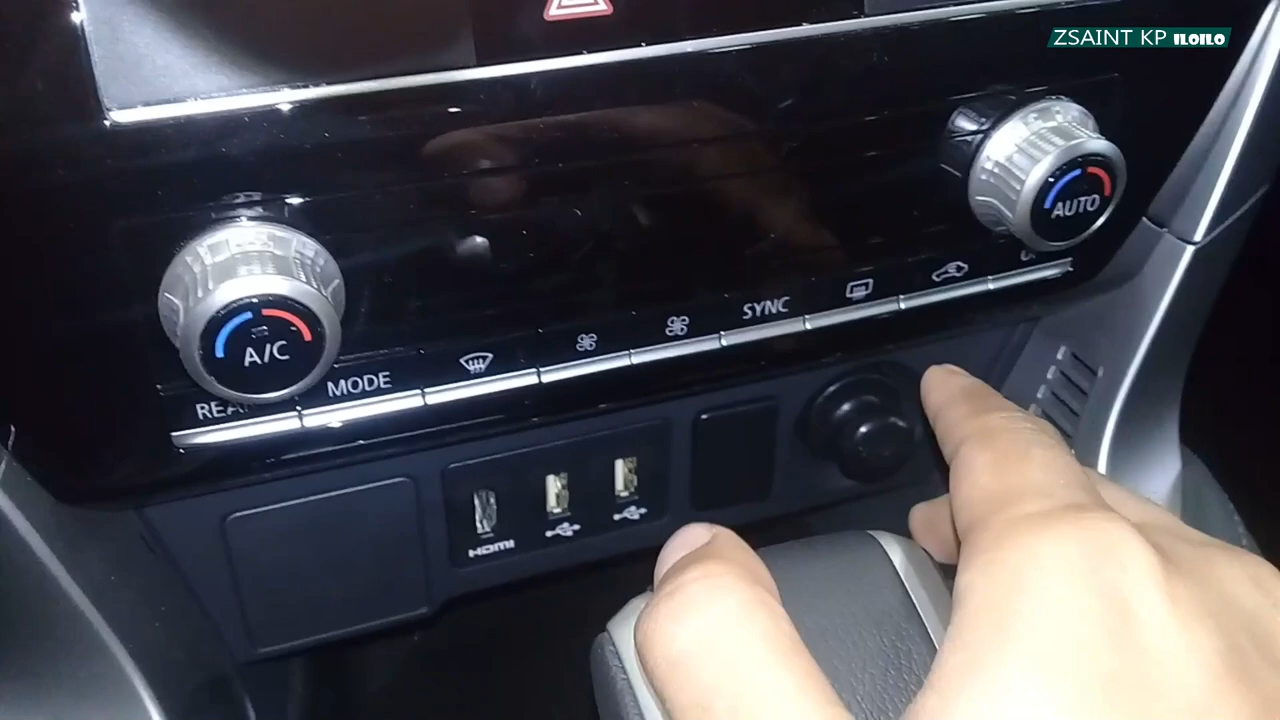 ZSAINT KP ILOILO
AUTO
A/C
SYNC
MODE
HDMI